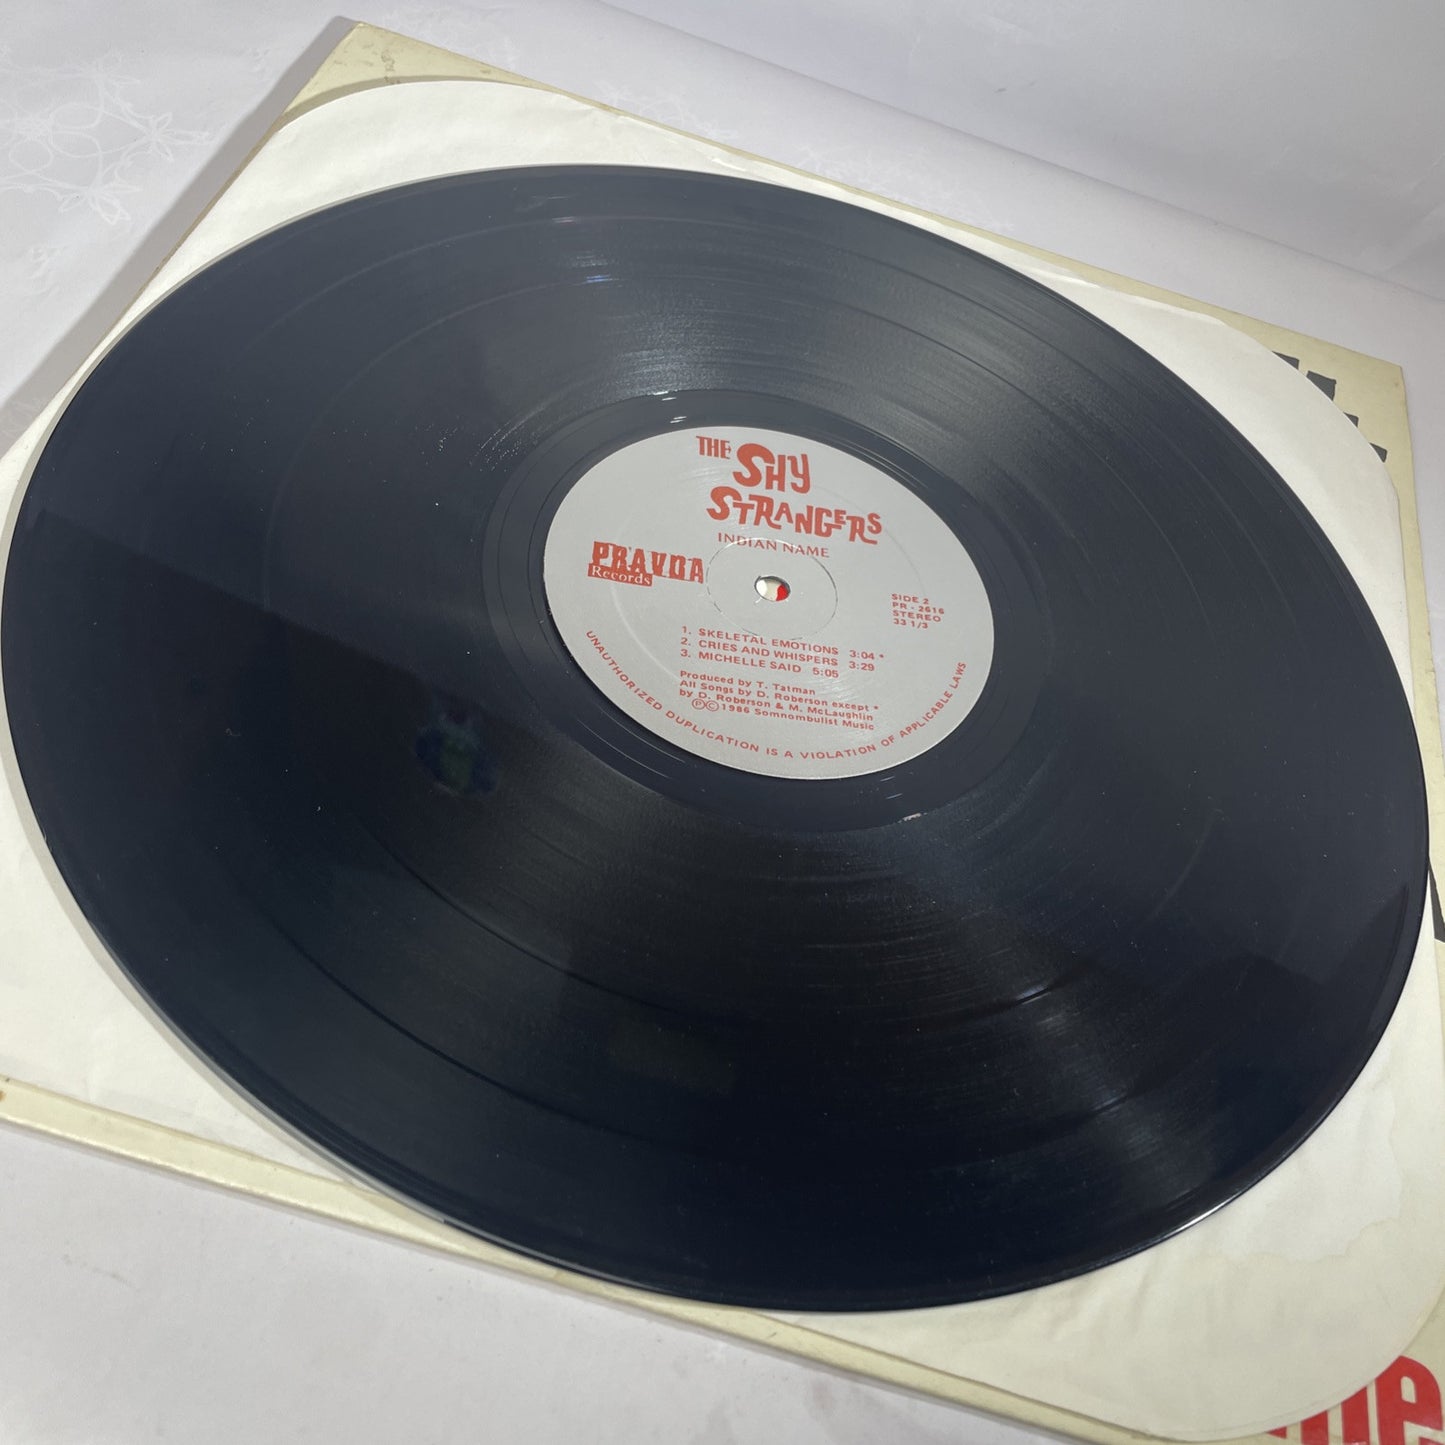 THE SHY
STRANGERS
INDIAN NAME
PRAVDA
Records
SIDE 2
PR - 2616
STEREO
33 1/3
1. SKELETAL EMOTIONS 3:04 *
2. CRIES AND WHISPERS 3:29
3. MICHELLE SAID 5:05
Produced by T. Tatman
All Songs by D. Roberson except *
by D. Roberson & M. McLaughlin
ⓅⒸ1986 Somnombulist Music
UNAUTHORIZED DUPLICATION IS A VIOLATION OF APPLICABLE LAWS